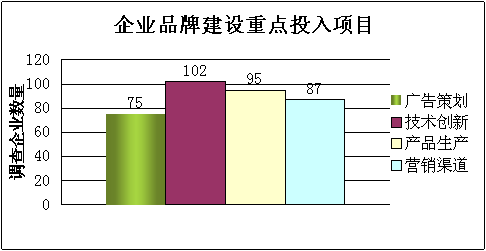 企业品牌建设重点投入项目
调查企业数量
120
100
80
60
40
20
0
75
102
95
87
广告策划
技术创新
产品生产
营销渠道